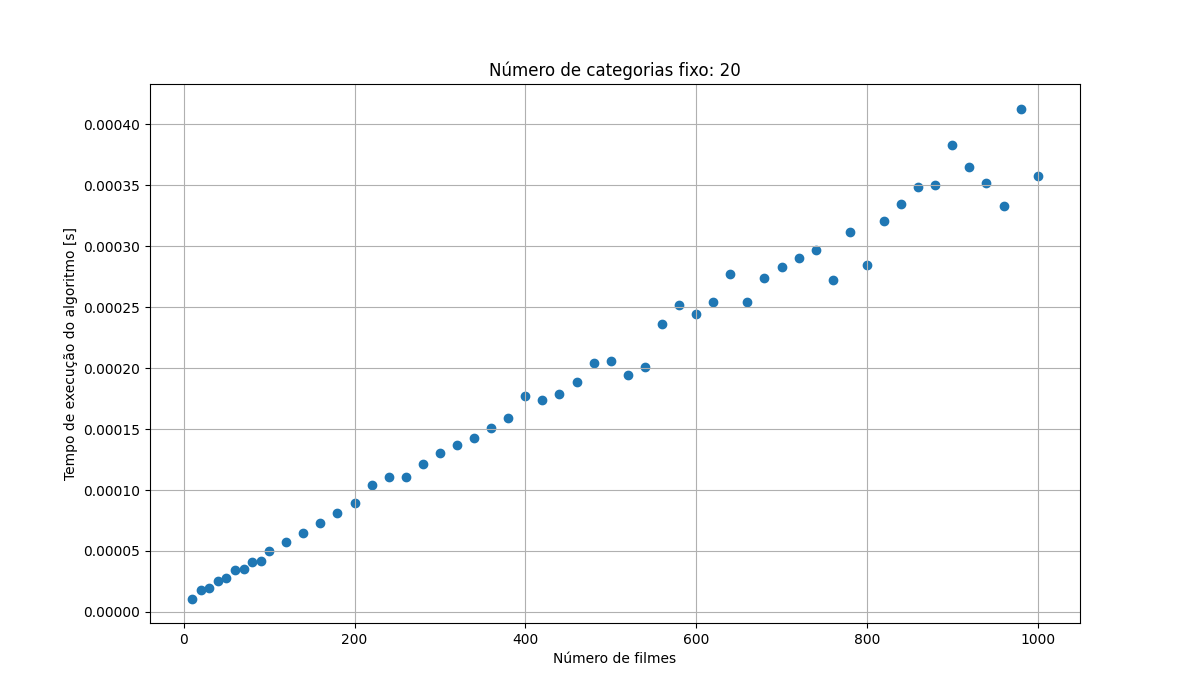 Número de categorias fixo: 20
Tempo de execução do algoritmo [s]
0.00040
0.00035
0.00030
0.00025
0.00020
0.00015
0.00010
0.00005
0.00000
0 200 400 600 800 1000
Número de filmes